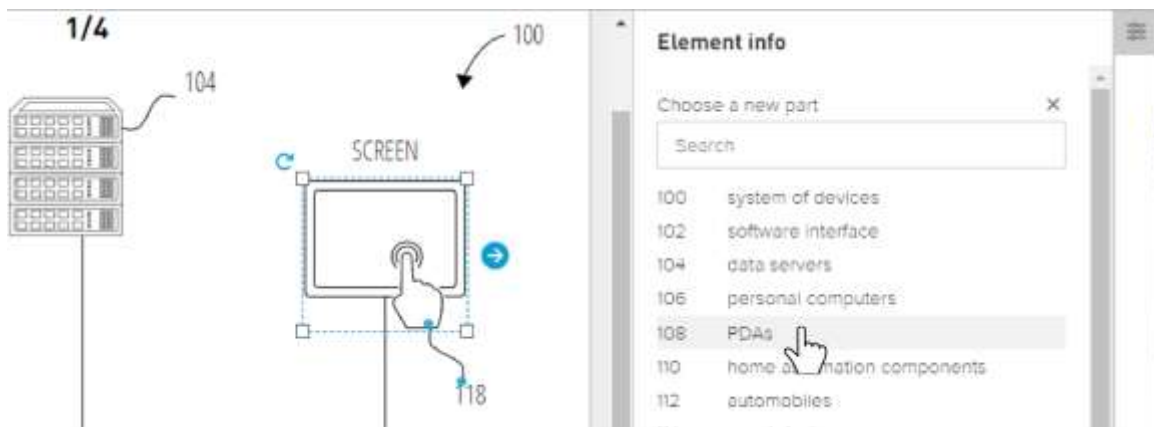 1/4
100
104
SCREEN
118
Element info
Choose a new part
Search
100 system of devices
102 software interface
104 data servers
106 personal computers
108 PDAs
110 home a mation components
112 automobiles